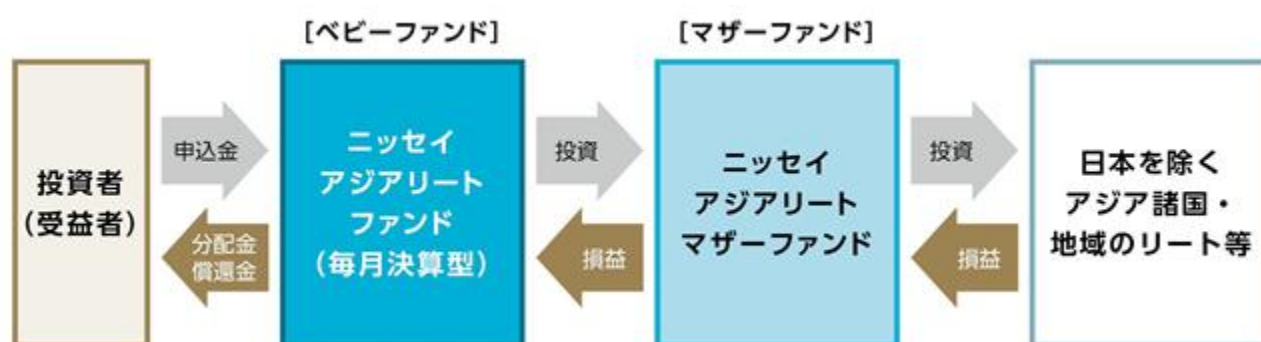 [ベビーファンド]
[マザーファンド]
投資者
(受益者)
申込金
分配金
償還金
ニッセイ
アジアリート
ファンド
(毎月決算型)
投資
損益
ニッセイ
アジアリート
マザーファンド
投資
損益
日本を除く
アジア諸国・
地域のリート等